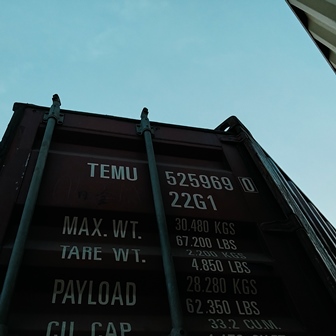 TEMU 525969 0
22G1
MAX. WT. 30.480 KGS
67.200 LBS
TARE WT. 2.200 KGS
4.850 LBS
PAYLOAD 28.280 KGS
62.350 LBS
CU. CAP. 33.2 CU.M.